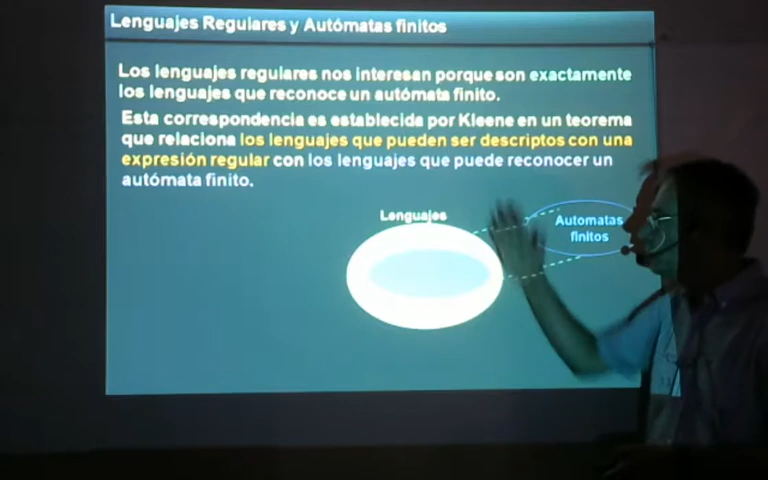 Lenguajes Regulares y Autómatas finitos
Los lenguajes regulares nos interesan porque son exactamente
los lenguajes que reconoce un autómata finito.
Esta correspondencia es establecida por Kleene en un teorema
que relaciona los lenguajes que pueden ser descriptos con una
expresión regular con los lenguajes que puede reconocer un
autómata finito.
Lenguajes
Automatas
finitos